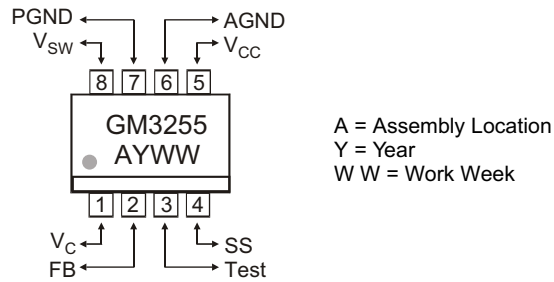 PGND
AGND
VSW
VCC
8 7 6 5
GM3255
AYWW
A = Assembly Location
Y = Year
W W = Work Week
1 2 3 4
VC
SS
FB
Test